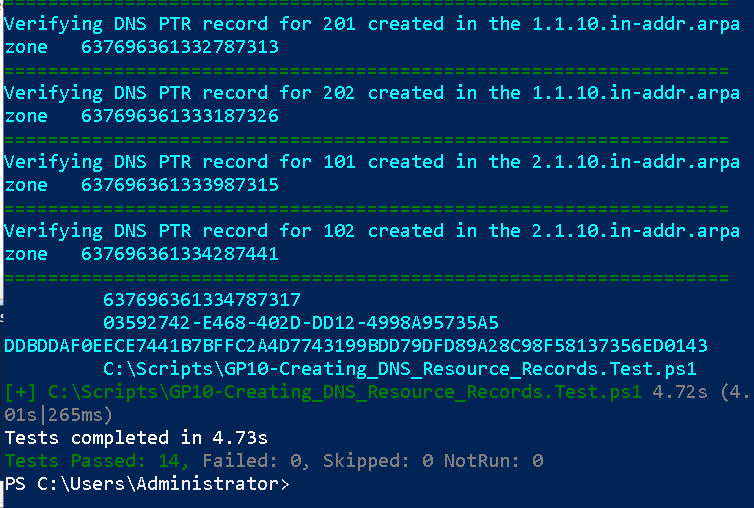 ===================================================================
Verifying DNS PTR record for 201 created in the 1.1.10.in-addr.arpa
zone   637696361332787313
===================================================================
Verifying DNS PTR record for 202 created in the 1.1.10.in-addr.arpa
zone   637696361333187326
===================================================================
Verifying DNS PTR record for 101 created in the 2.1.10.in-addr.arpa
zone   637696361333987315
===================================================================
Verifying DNS PTR record for 102 created in the 2.1.10.in-addr.arpa
zone   637696361334287441
===================================================================
         637696361334787317
         03592742-E468-402D-DD12-4998A95735A5
DDBDDAF0EECE7441B7BFFC2A4D7743199BDD79DFD89A28C98F58137356ED0143
         C:\Scripts\GP10-Creating_DNS_Resource_Records.Test.ps1
[+] C:\Scripts\GP10-Creating_DNS_Resource_Records.Test.ps1 4.72s (4.
01s|265ms)
Tests completed in 4.73s
Tests Passed: 14, Failed: 0, Skipped: 0 NotRun: 0
PS C:\Users\Administrator>